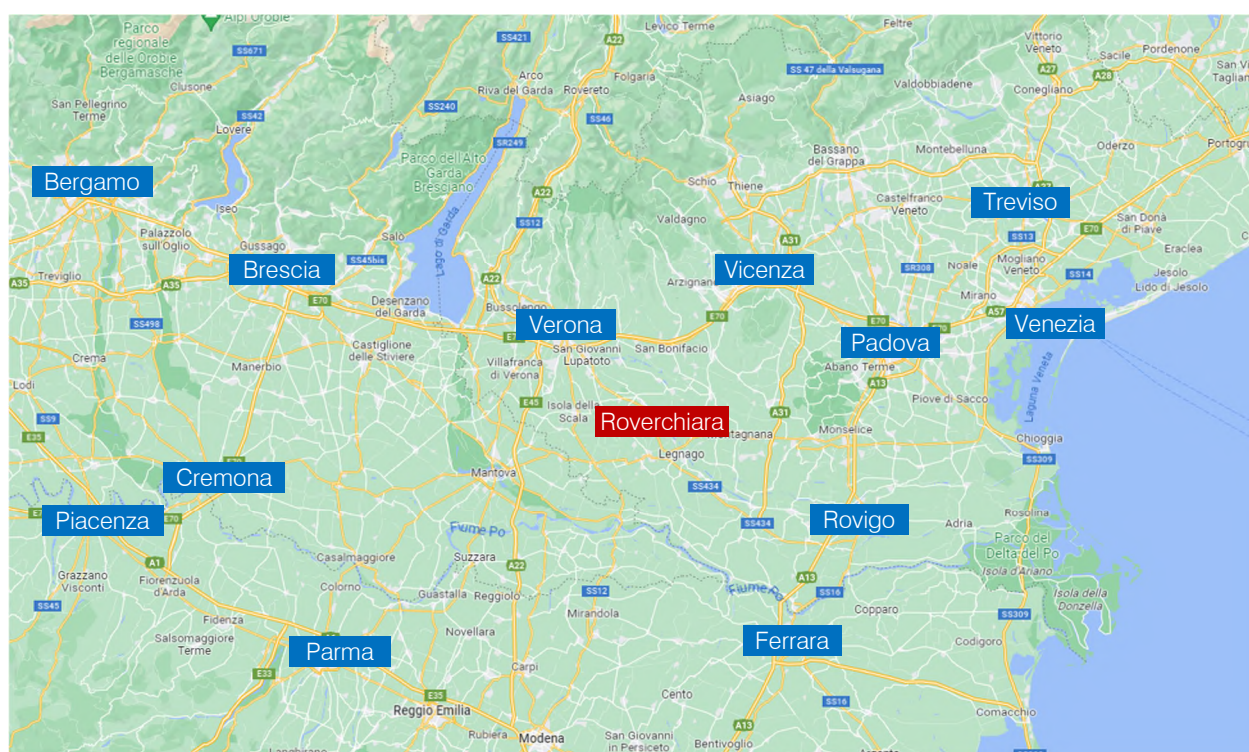 Alpi Orobie
Parco
regionale
delle Orobie
Bergamasche
SS671
Clusone
San Pellegrino
Terme
SS42
Lovere
SS421
A22
Levico Terme
Feltre
Vittorio
Veneto
Sacile
Pordenone
San Vi
Tagliam
Arco
Riva del Garda
Rovereto
Folgaria
SS 47 della Valsugana
Valdobbiadene
A27
Conegliano
A28
SS240
SS46
Asiago
SR249
Parco dell'Alto
Garda
Bresciano
Bassano
del Grappa
Montebelluna
Oderzo
Portogru
Bergamo
A22
Schio
Thiene
Castelfranco
Veneto
A27
Treviso
Iseo
Lago di Garda
SS12
Valdagno
San Donà
di Piave
Palazzolo
sull'Oglio
Gussago
Salò
SS45bis
A31
SS13
E70
Eraclea
Treviglio
A35
A35
Brescia
A22
Arzignano
Vicenza
SR308
Noale
Mogliano
Veneto
SS14
Jesolo
Lido di Jesolo
E70
Desenzano
del Garda
Bussolengo
Verona
E70
Mirano
A57
Venezia
SS498
E70
E70
Padova
Crema
Castiglione
delle Stiviere
San Giovanni
Lupatoto
San Bonifacio
Manerbio
Villafranca
di Verona
Abano Terme
A13
Lodi
E45
Isola della
Scala
Piove di Sacco
Laguna Veneta
SS9
Roverchiara
A31
E35
Montagnana
Monselice
Chioggia
Legnago
SS309
Cremona
Mantova
SS434
Piacenza
E70
SS434
Rovigo
Adria
Rosolina
A1
Fiume Po
Parco del
Delta del Po
Casalmaggiore
Suzzara
Isola d'Ariano
Grazzano
Visconti
Fiorenzuola
d'Arda
Colorno
A22
A13
Guastalla
Reggiolo
SS12
Fiume Po
SS16
Isola della
Donzella
SS45
Mirandola
Copparo
SS309
Fidenza
Novellara
Ferrara
Codigoro
Salsomaggiore
Terme
Parma
E33
Carpi
E35
Cento
SS16
Reggio Emilia
Comacchio
Rubiera
Modena
San Giovanni
in Persiceto
A13
Bentivoglio
Langhirano